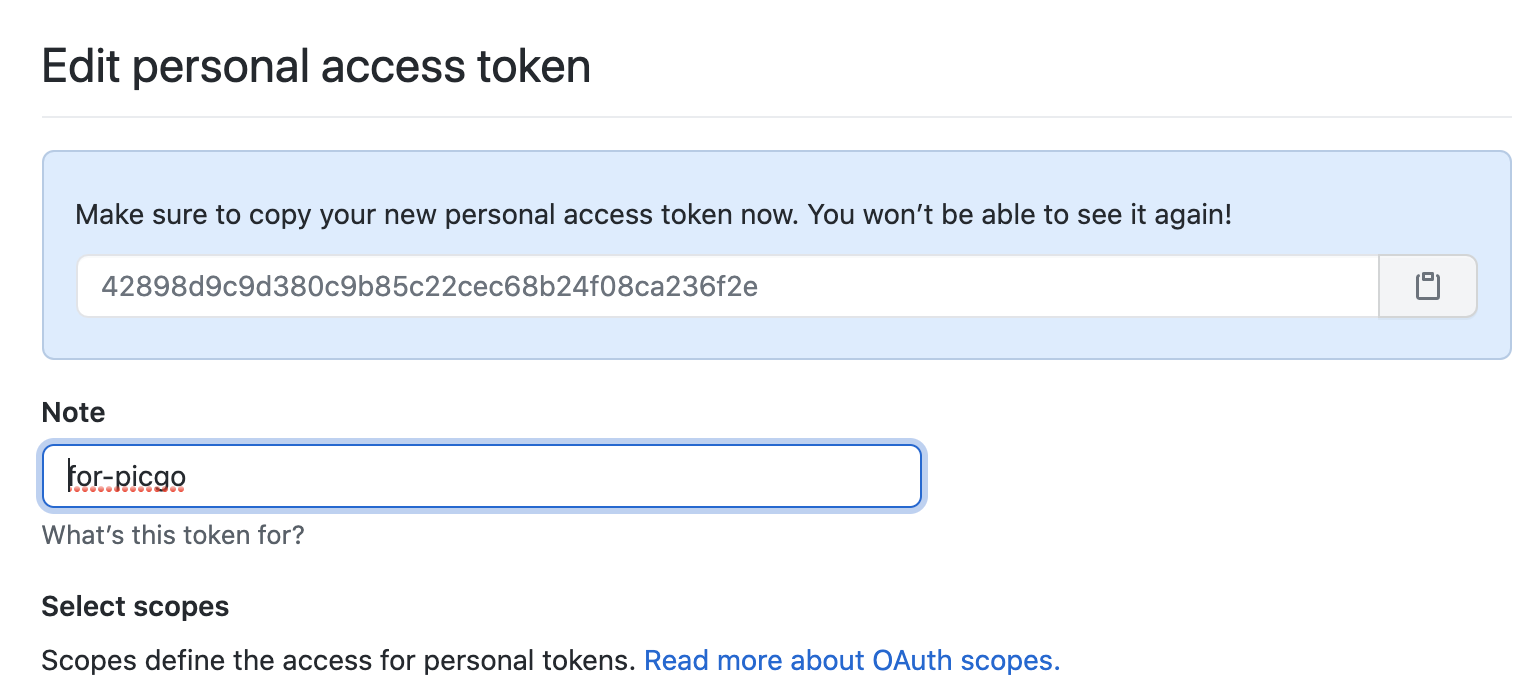 Edit personal access token
Make sure to copy your new personal access token now. You won’t be able to see it again!
42898d9c9d380c9b85c22cec68b24f08ca236f2e
Note
for-picgo
What’s this token for?
Select scopes
Scopes define the access for personal tokens. Read more about OAuth scopes.